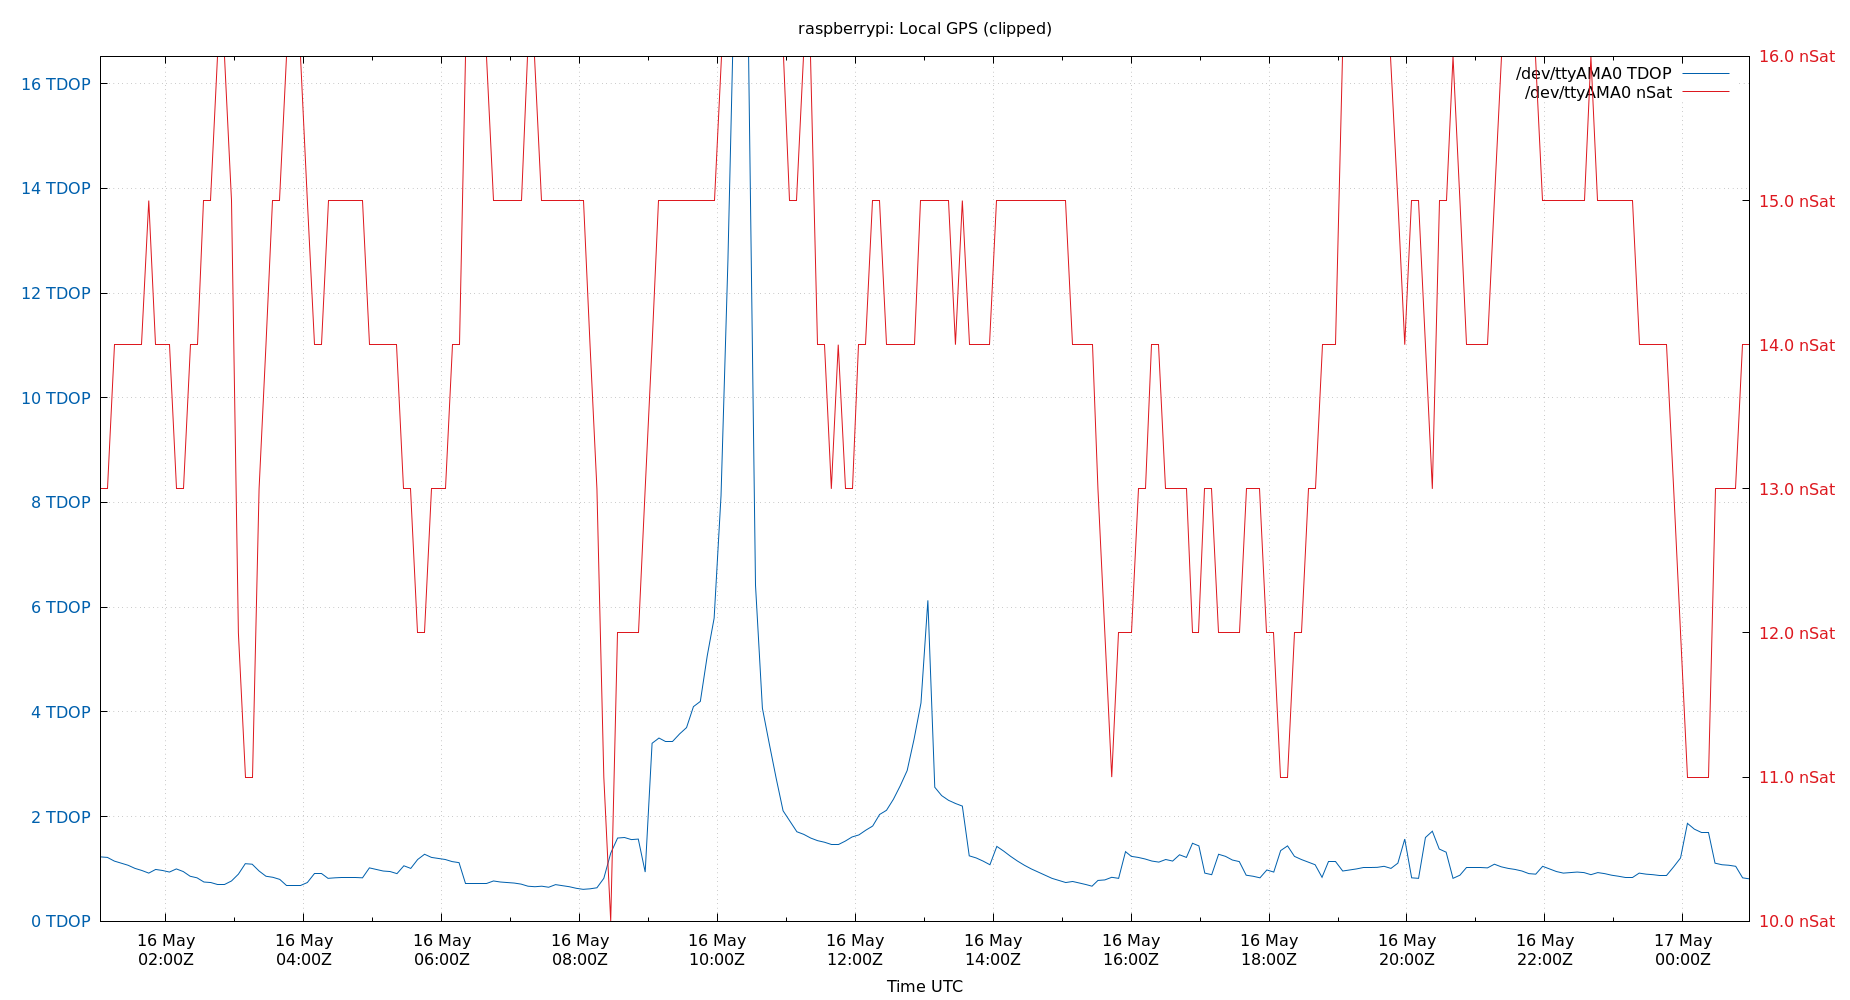 raspberrypi: Local GPS (clipped)
16 TDOP
14 TDOP
12 TDOP
10 TDOP
8 TDOP
6 TDOP
4 TDOP
2 TDOP
0 TDOP
/dev/ttyAMA0 TDOP
/dev/ttyAMA0 nSat
16.0 nSat
15.0 nSat
14.0 nSat
13.0 nSat
12.0 nSat
11.0 nSat
10.0 nSat
16 May 16 May 16 May 16 May 16 May 16 May 16 May 16 May 16 May 16 May 16 May 17 May
02:00Z 04:00Z 06:00Z 08:00Z 10:00Z 12:00Z 14:00Z 16:00Z 18:00Z 20:00Z 22:00Z 00:00Z
Time UTC